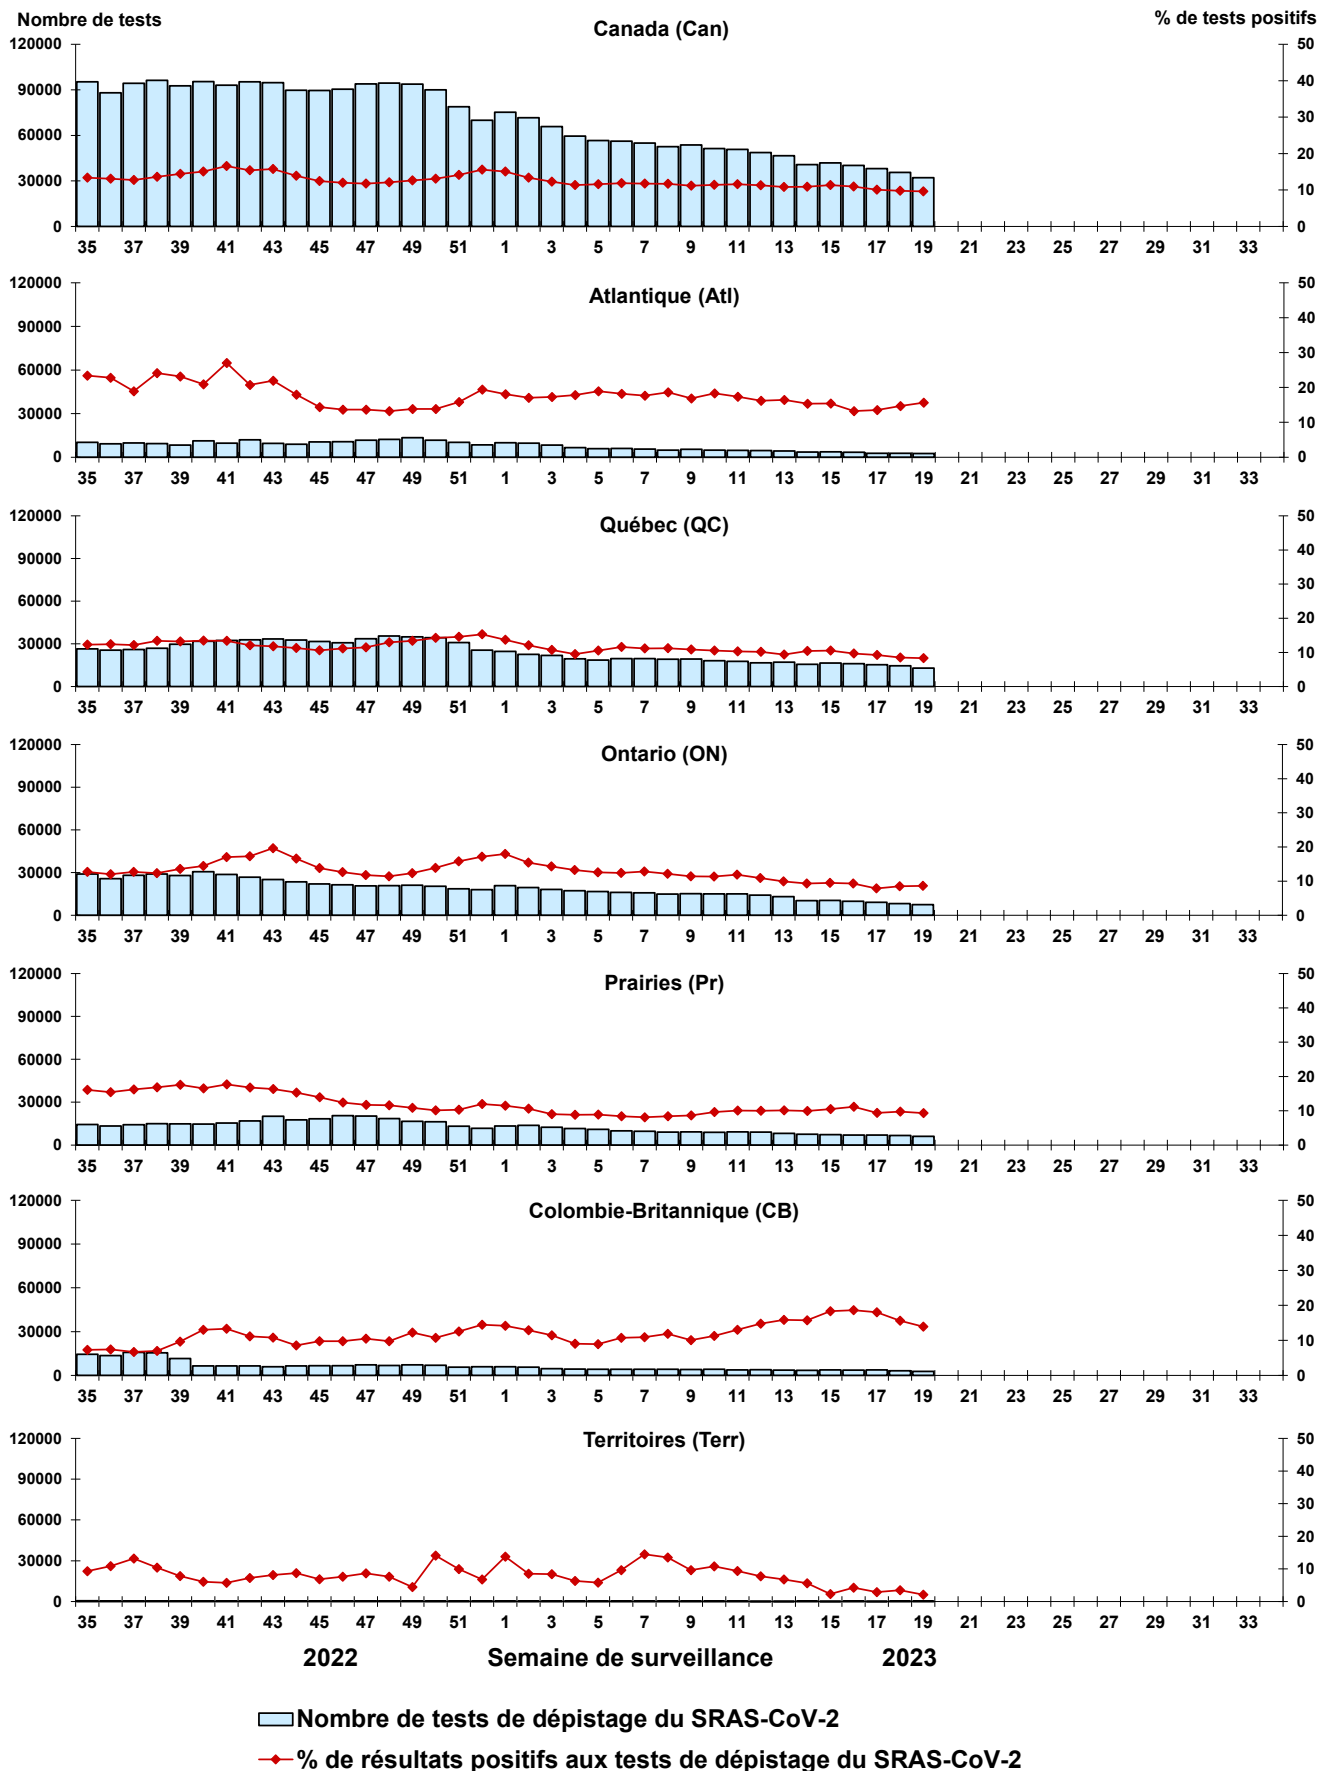 Nombre de tests
% de tests positifs
Canada (Can)
120000 50
90000 40
30
60000 20
30000 10
0 0
35 37 39 41 43 45 47 49 51 1 3 5 7 9 11 13 15 17 19 21 23 25 27 29 31 33
Atlantique (Atl)
120000 50
90000 40
30
60000 20
30000 10
0 0
35 37 39 41 43 45 47 49 51 1 3 5 7 9 11 13 15 17 19 21 23 25 27 29 31 33
Québec (QC)
120000 50
90000 40
30
60000 20
30000 10
0 0
35 37 39 41 43 45 47 49 51 1 3 5 7 9 11 13 15 17 19 21 23 25 27 29 31 33
Ontario (ON)
120000 50
90000 40
30
60000 20
30000 10
0 0
35 37 39 41 43 45 47 49 51 1 3 5 7 9 11 13 15 17 19 21 23 25 27 29 31 33
Prairies (Pr)
120000 50
90000 40
30
60000 20
30000 10
0 0
35 37 39 41 43 45 47 49 51 1 3 5 7 9 11 13 15 17 19 21 23 25 27 29 31 33
Colombie-Britannique (CB)
120000 50
90000 40
30
60000 20
30000 10
0 0
35 37 39 41 43 45 47 49 51 1 3 5 7 9 11 13 15 17 19 21 23 25 27 29 31 33
Territoires (Terr)
120000 50
90000 40
30
60000 20
30000 10
0 0
35 37 39 41 43 45 47 49 51 1 3 5 7 9 11 13 15 17 19 21 23 25 27 29 31 33
2022 Semaine de surveillance 2023
Nombre de tests de dépistage du SRAS-CoV-2
% de résultats positifs aux tests de dépistage du SRAS-CoV-2